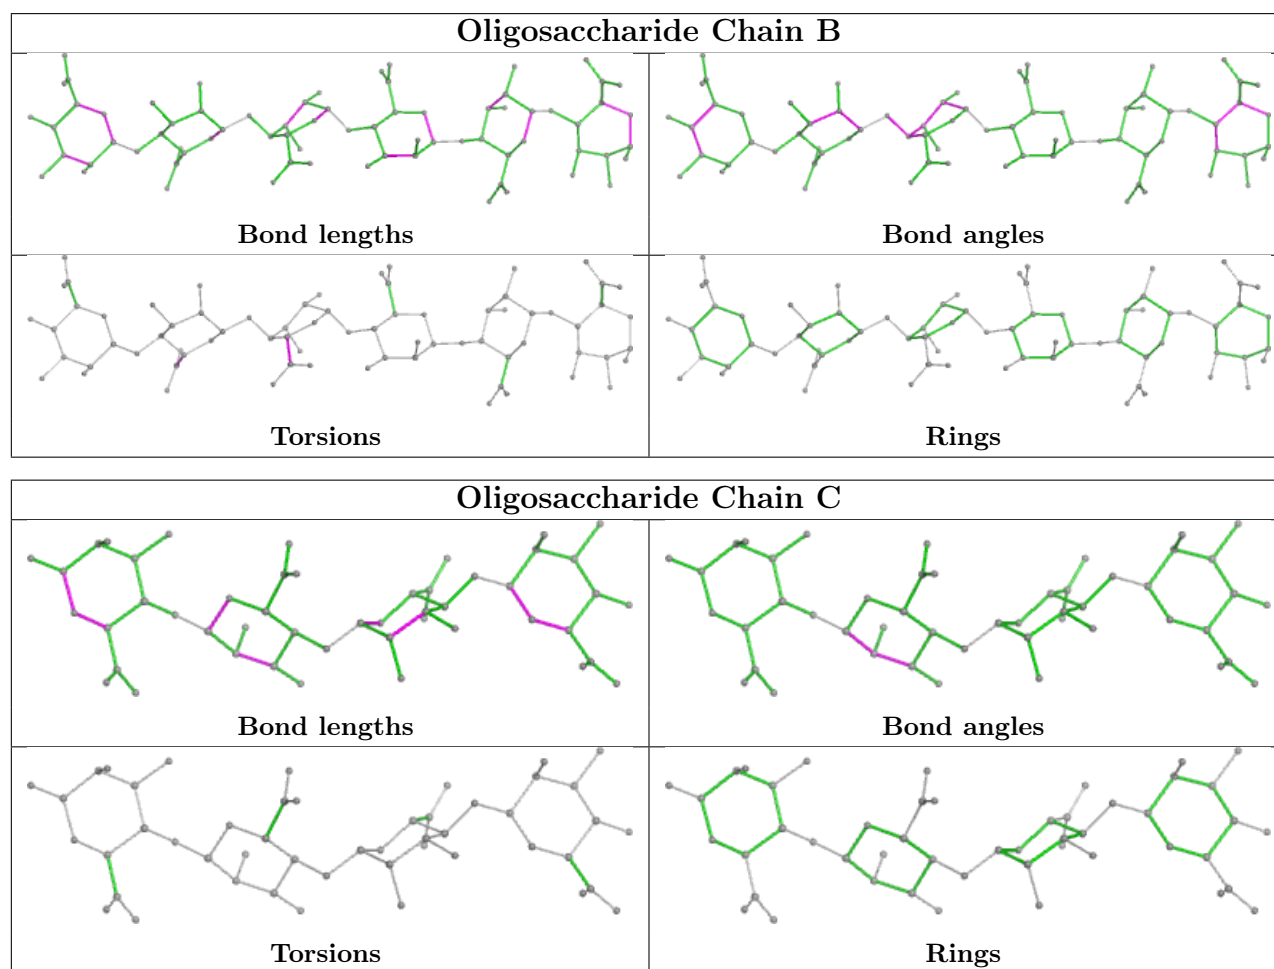 Oligosaccharide Chain B
Bond lengths
Bond angles
Torsions
Rings
Oligosaccharide Chain C
Bond lengths
Bond angles
Torsions
Rings